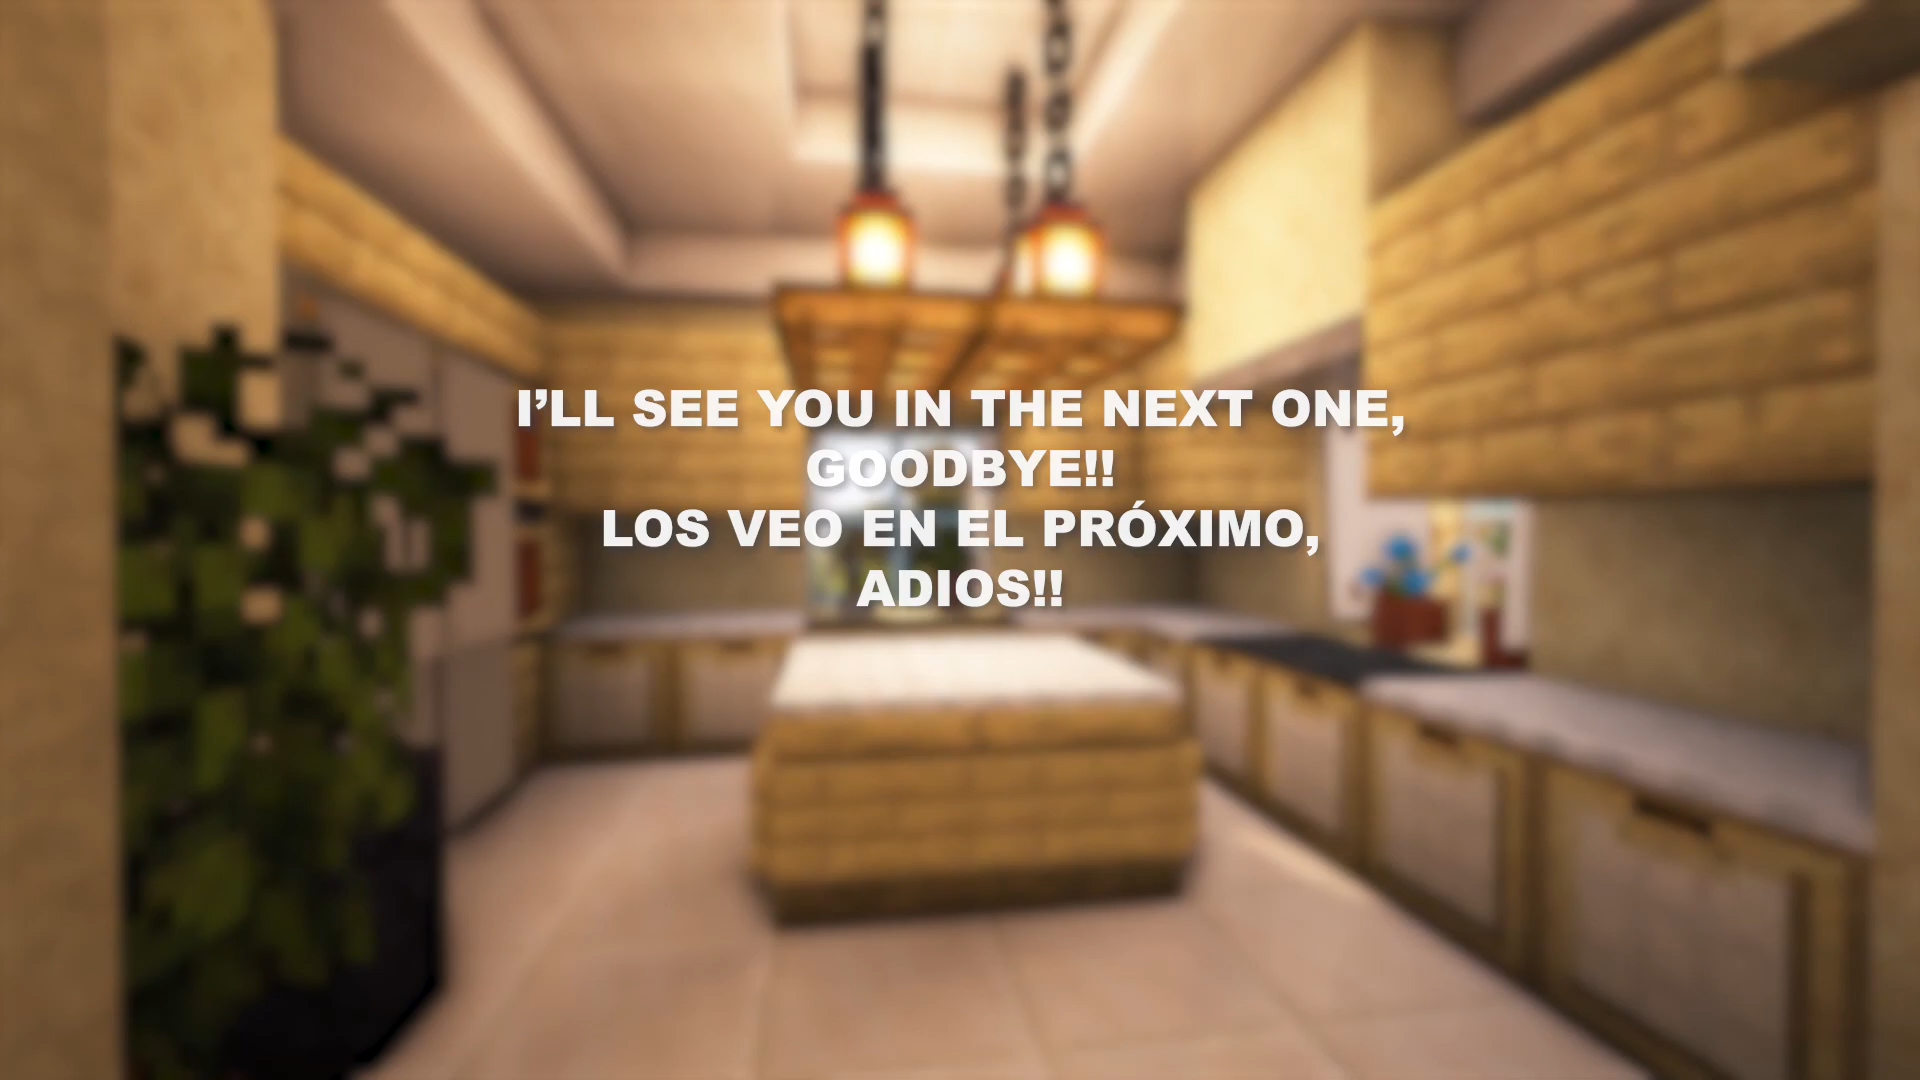 I’LL SEE YOU IN THE NEXT ONE,
GOODBYE!!
LOS VEO EN EL PRÓXIMO,
ADIOS!!